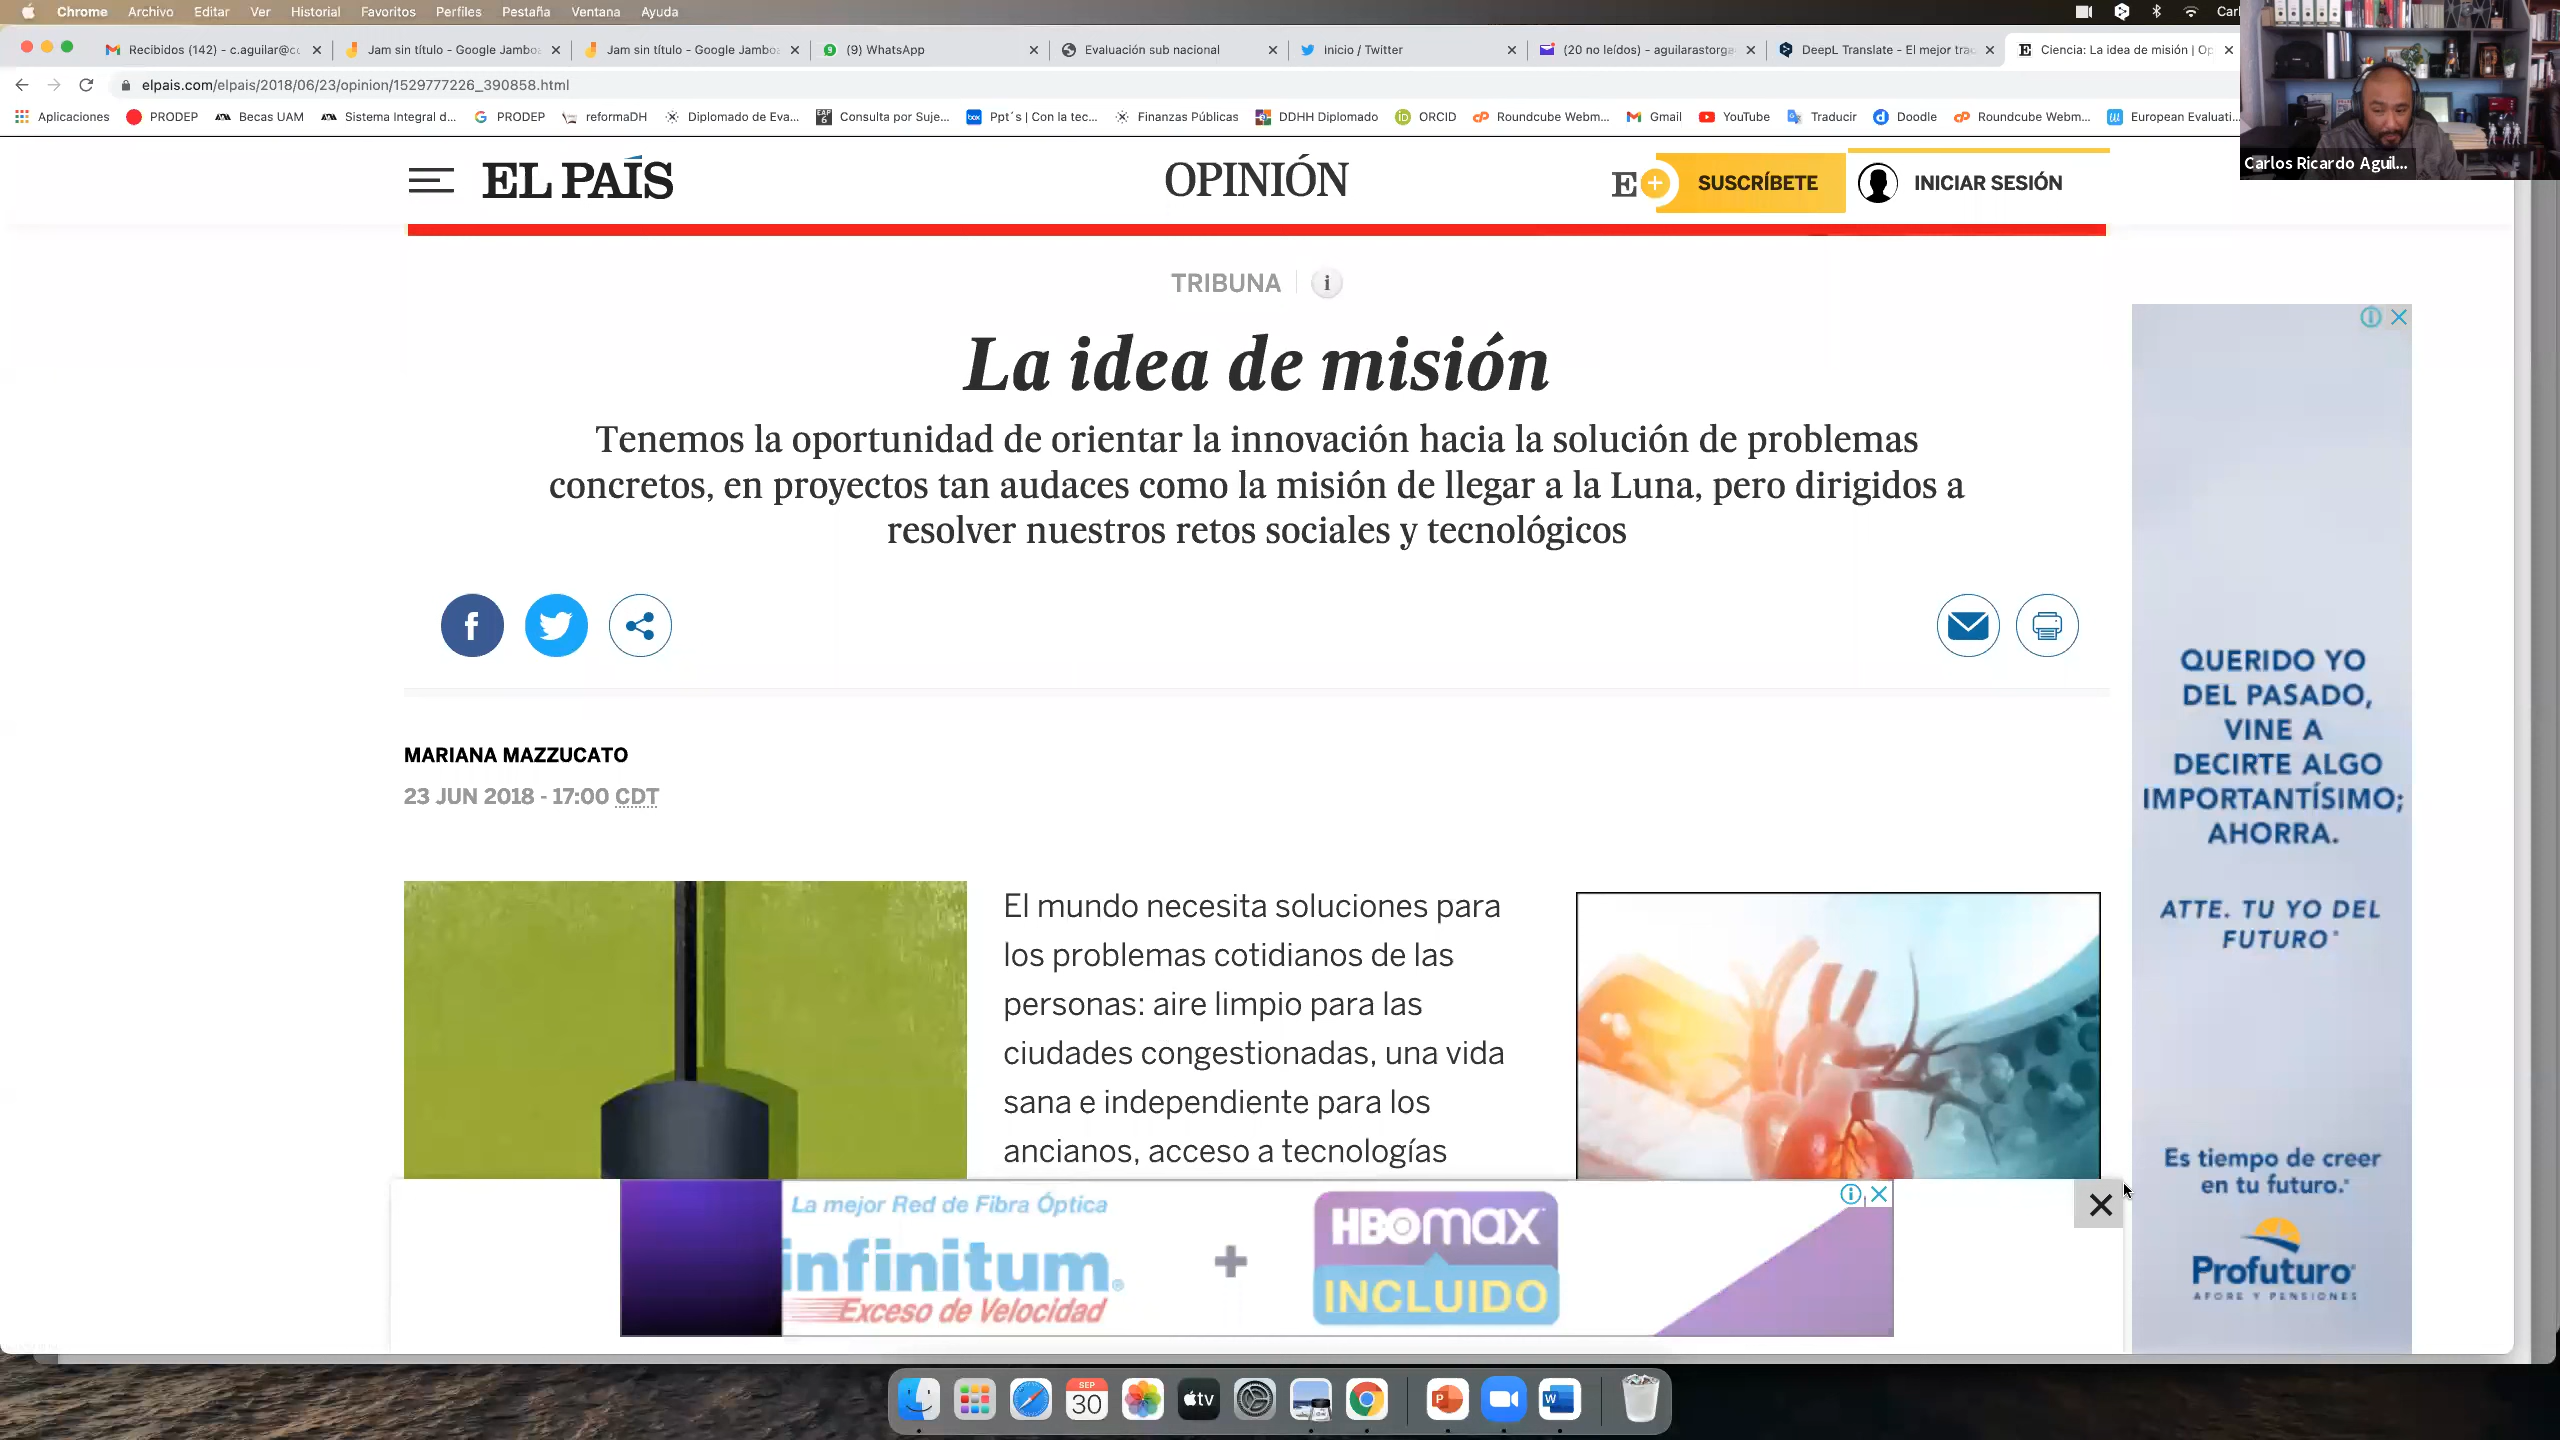 Chrome Archivo Editar Ver Historial Favoritos Perfiles Pestaña Ventana Ayuda
Recibidos (142) - c.aguilar@cc
Jam sin título - Google Jamboa
Jam sin título - Google Jamboa
(9) WhatsApp
Evaluación sub nacional
Inicio / Twitter
(20 no leídos) - aguilarastorga
DeepL Translate - El mejor tra
Ciencia: La idea de misión | Op
elpais.com/elpais/2018/06/23/opinion/1529777226_390858.html
Aplicaciones PRODEP Becas UAM Sistema Integral d... PRODEP reformaDH Diplomado de Eva... Consulta por Suje... Ppt´s | Con la tec... Finanzas Públicas DDHH Diplomado ORCID Roundcube Webm... Gmail YouTube Traducir Doodle Roundcube Webm... European Evaluati...
Carlos Ricardo Aguil...
EL PAÍS
OPINIÓN
E+ SUSCRÍBETE
INICIAR SESIÓN
TRIBUNA
La idea de misión
Tenemos la oportunidad de orientar la innovación hacia la solución de problemas
concretos, en proyectos tan audaces como la misión de llegar a la Luna, pero dirigidos a
resolver nuestros retos sociales y tecnológicos
MARIANA MAZZUCATO
23 JUN 2018 - 17:00 CDT
El mundo necesita soluciones para
los problemas cotidianos de las
personas: aire limpio para las
ciudades congestionadas, una vida
sana e independiente para los
ancianos, acceso a tecnologías
QUERIDO YO
DEL PASADO,
VINE A
DECIRTE ALGO
IMPORTANTÍSIMO;
AHORRA.
ATTE. TU YO DEL
FUTURO
Es tiempo de creer
en tu futuro.
Profuturo
AFORE Y PENSIONES
La mejor Red de Fibra Óptica
infinitum
Exceso de Velocidad
+
HBOmax
INCLUIDO
SEP
30
tv